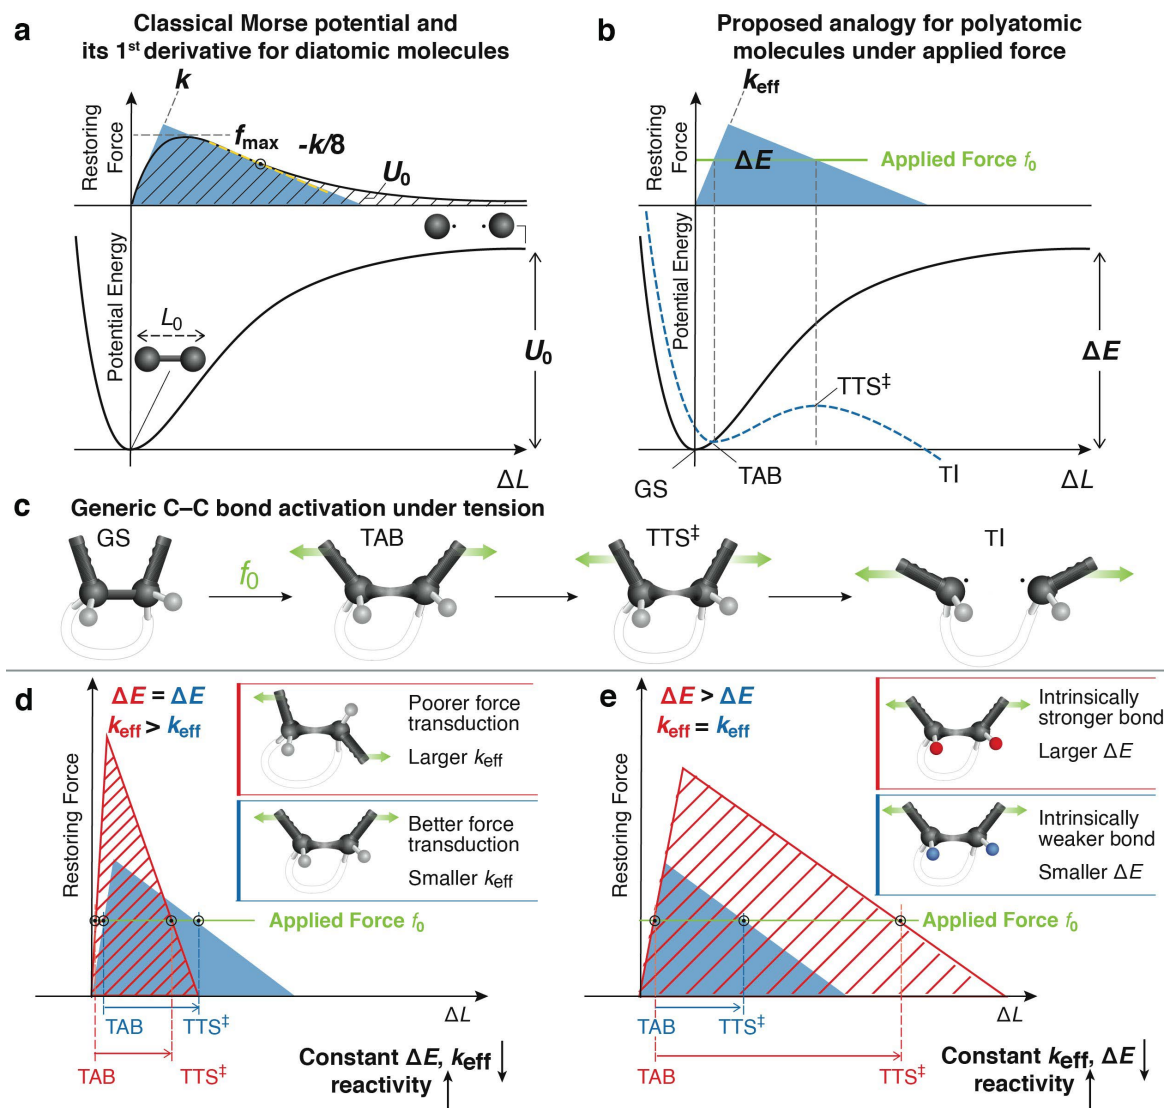 a
Classical Morse potential and
its 1st derivative for diatomic molecules
k
Restoring
Force
fmax
-k/8
U0
Potential Energy
L0
U0
ΔL
b
Proposed analogy for polyatomic
molecules under applied force
keff
Restoring
Force
ΔE
Applied Force f0
Potential Energy
ΔE
TTS‡
GS
TAB
TI
ΔL
c
Generic C–C bond activation under tension
GS
f0
TAB
TTS‡
TI
d
ΔE = ΔE
keff > keff
Restoring Force
Poorer force
transduction
Larger keff
Better force
transduction
Smaller keff
Applied Force f0
TAB
TTS‡
ΔL
TAB
TTS‡
Constant ΔE, keff ↓
reactivity ↑
e
ΔE > ΔE
keff = keff
Restoring Force
Intrinsically
stronger bond
Larger ΔE
Intrinsically
weaker bond
Smaller ΔE
Applied Force f0
TAB
TTS‡
ΔL
TAB
TTS‡
Constant keff, ΔE ↓
reactivity ↑